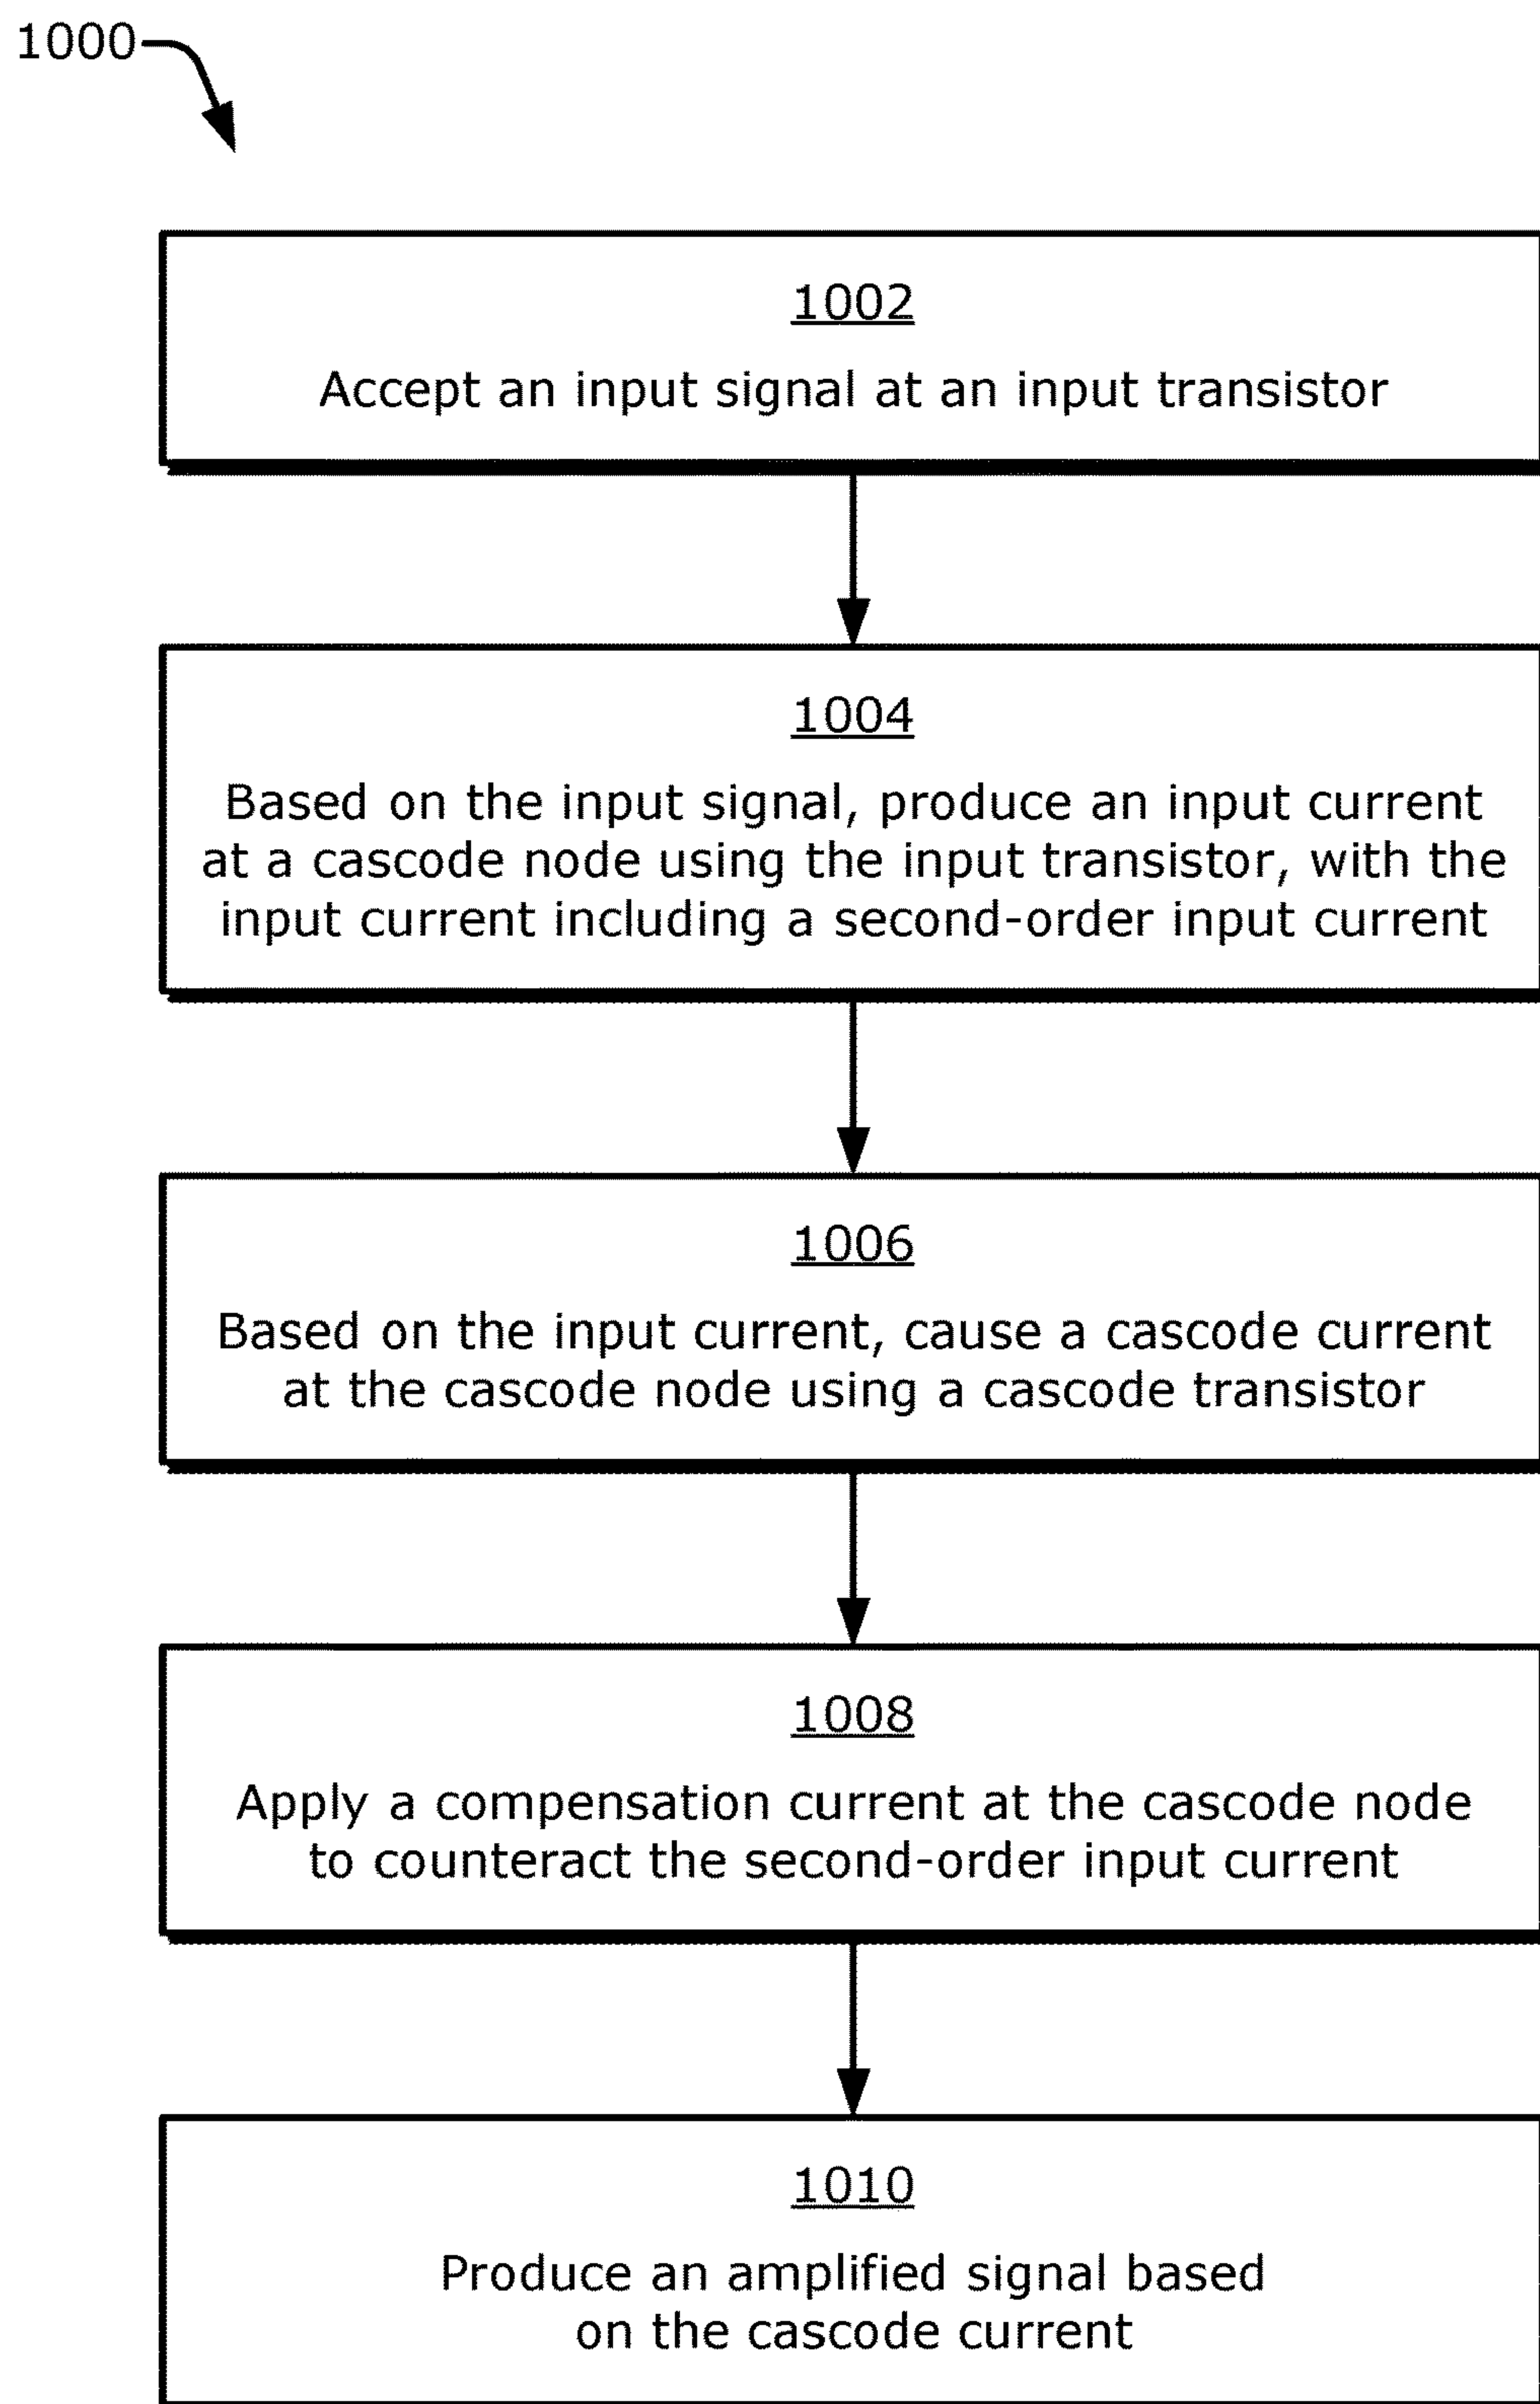 1000
1002
Accept an input signal at an input transistor
1004
Based on the input signal, produce an input current
at a cascode node using the input transistor, with the
input current including a second-order input current
1006
Based on the input current, cause a cascode current
at the cascode node using a cascode transistor
1008
Apply a compensation current at the cascode node
to counteract the second-order input current
1010
Produce an amplified signal based
on the cascode current